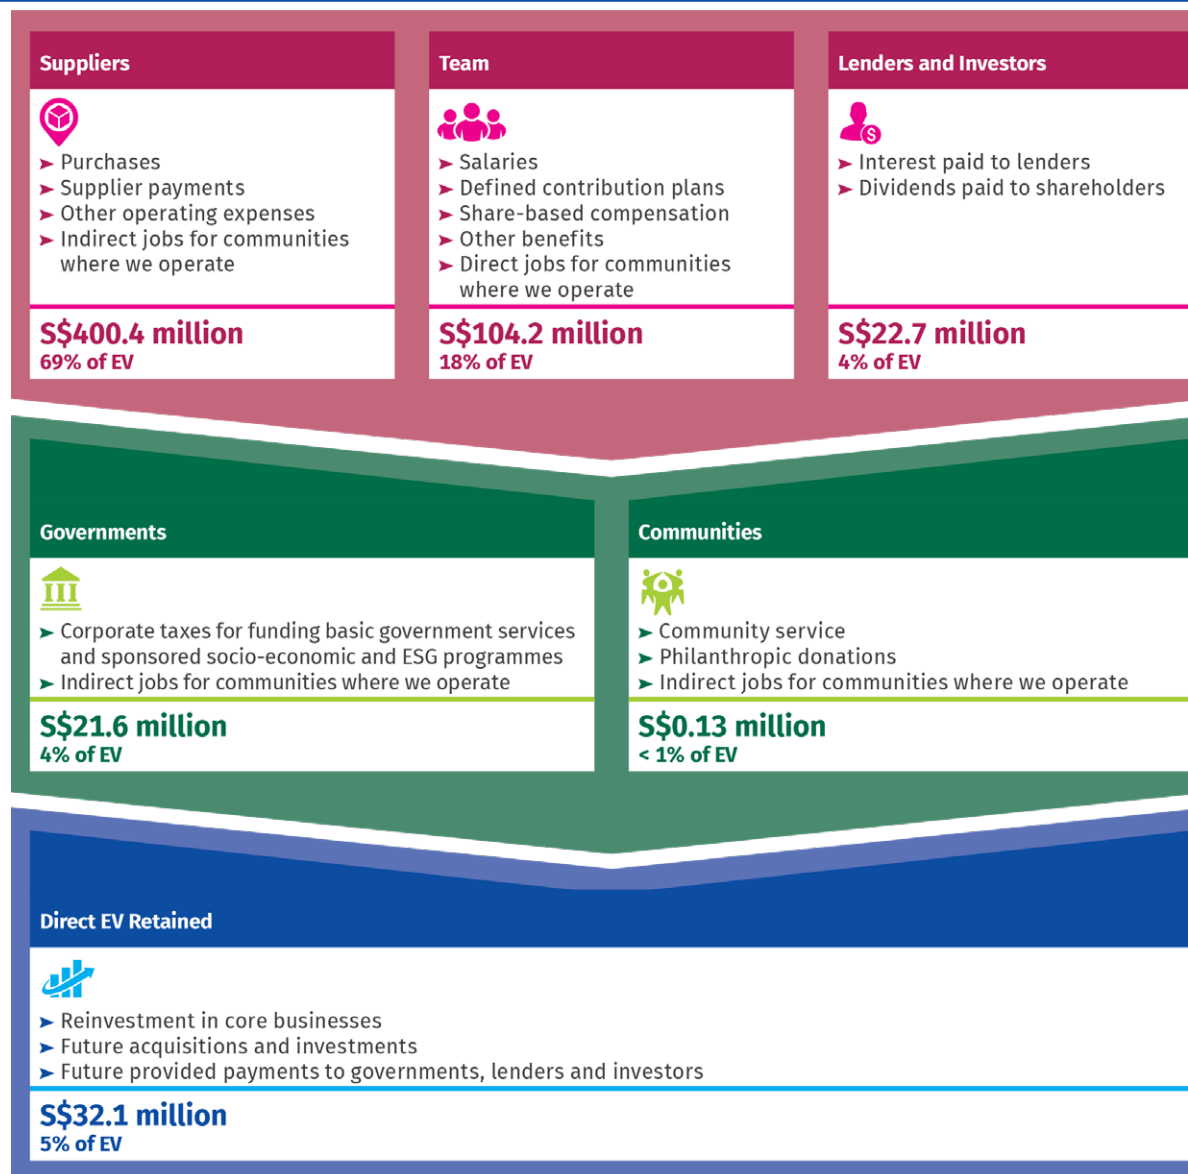 Suppliers
➤ Purchases
➤ Supplier payments
➤ Other operating expenses
➤ Indirect jobs for communities
where we operate
S$400.4 million
69% of EV
Team
➤ Salaries
➤ Defined contribution plans
➤ Share-based compensation
➤ Other benefits
➤ Direct jobs for communities
where we operate
S$104.2 million
18% of EV
Lenders and Investors
$
➤ Interest paid to lenders
➤ Dividends paid to shareholders
S$22.7 million
4% of EV
Governments
➤ Corporate taxes for funding basic government services
and sponsored socio-economic and ESG programmes
➤ Indirect jobs for communities where we operate
S$21.6 million
4% of EV
Communities
➤ Community service
➤ Philanthropic donations
➤ Indirect jobs for communities where we operate
S$0.13 million
< 1% of EV
Direct EV Retained
➤ Reinvestment in core businesses
➤ Future acquisitions and investments
➤ Future provided payments to governments, lenders and investors
S$32.1 million
5% of EV